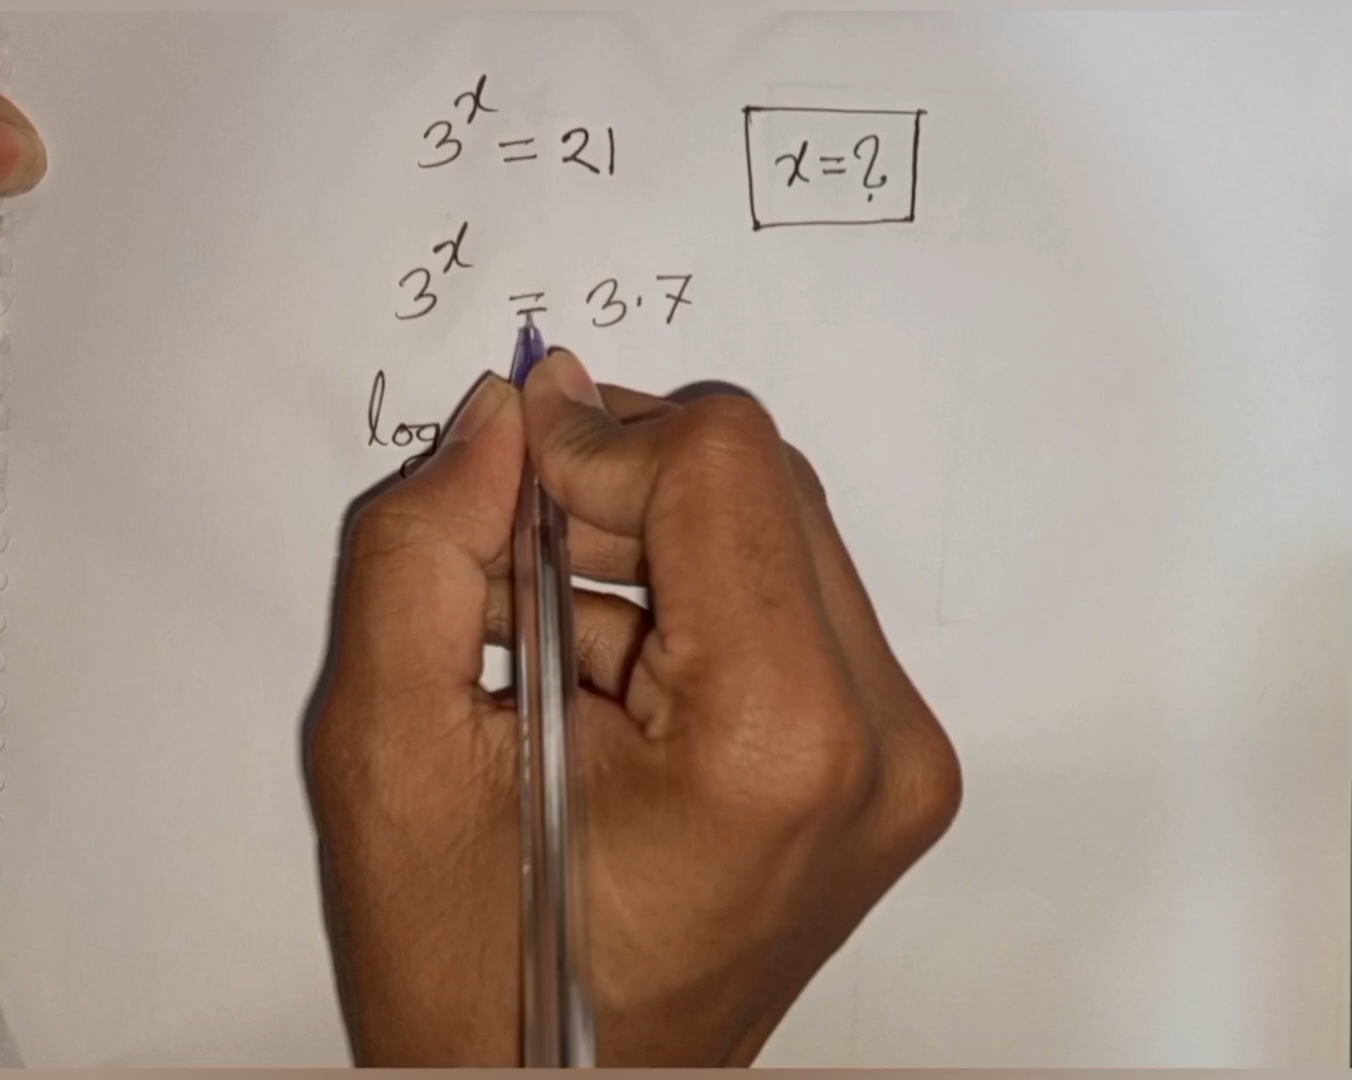 3^x = 21
x = ?
3^x = 3·7
log